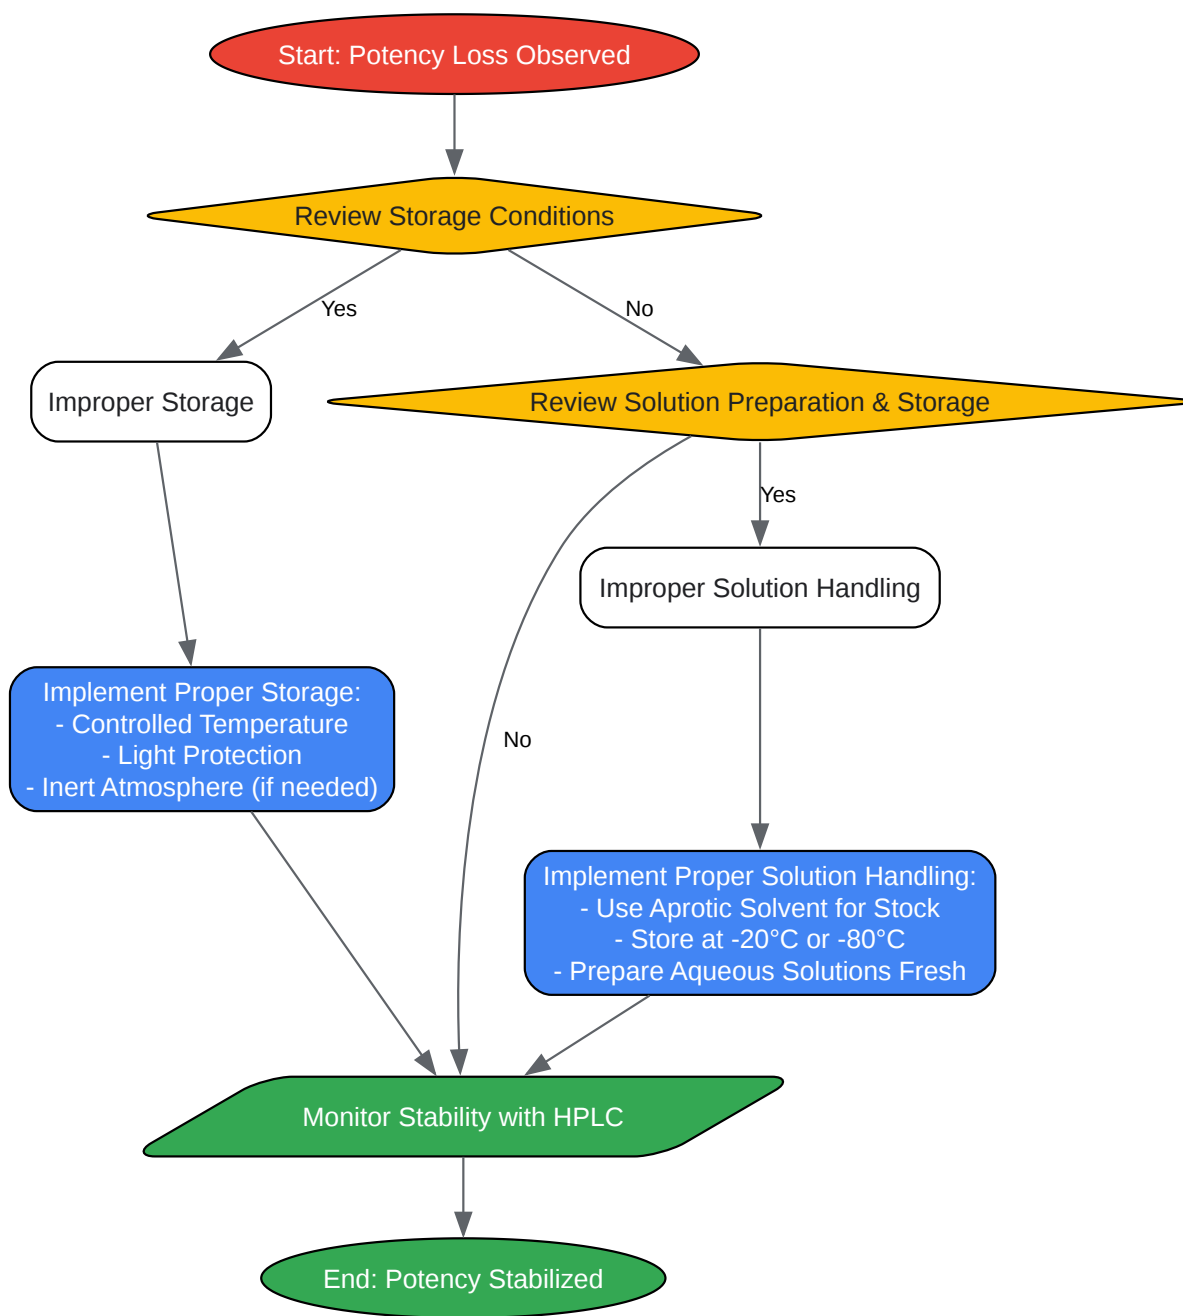 Start: Potency Loss Observed
Review Storage Conditions
Yes
No
Improper Storage
Review Solution Preparation & Storage
Yes
Improper Solution Handling
Implement Proper Storage:
- Controlled Temperature
- Light Protection
- Inert Atmosphere (if needed)
No
Implement Proper Solution Handling:
- Use Aprotic Solvent for Stock
- Store at -20°C or -80°C
- Prepare Aqueous Solutions Fresh
Monitor Stability with HPLC
End: Potency Stabilized